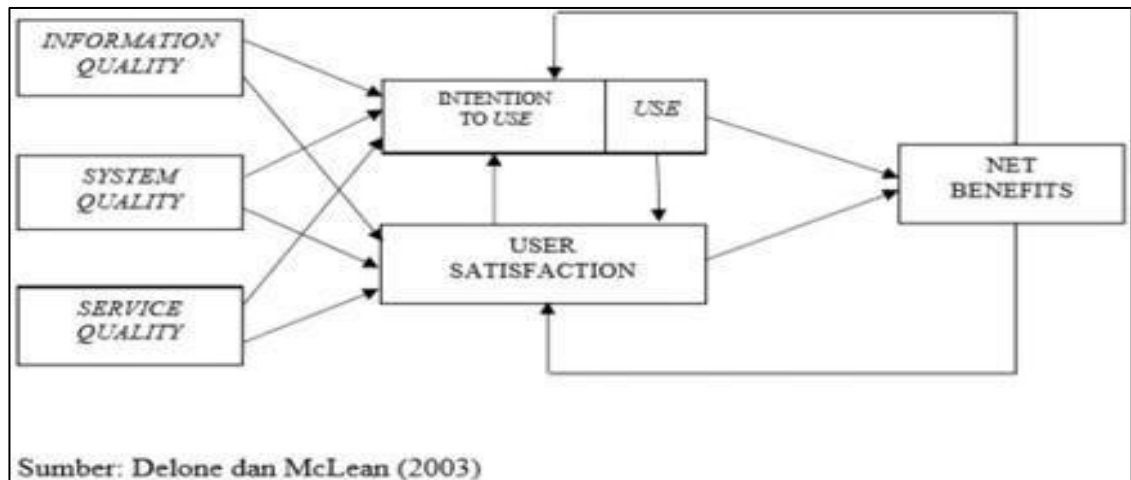 INFORMATION
QUALITY
INTENTION
TO USE
USE
SYSTEM
QUALITY
NET
BENEFITS
USER
SATISFACTION
SERVICE
QUALITY
Sumber: Delone dan McLean (2003)